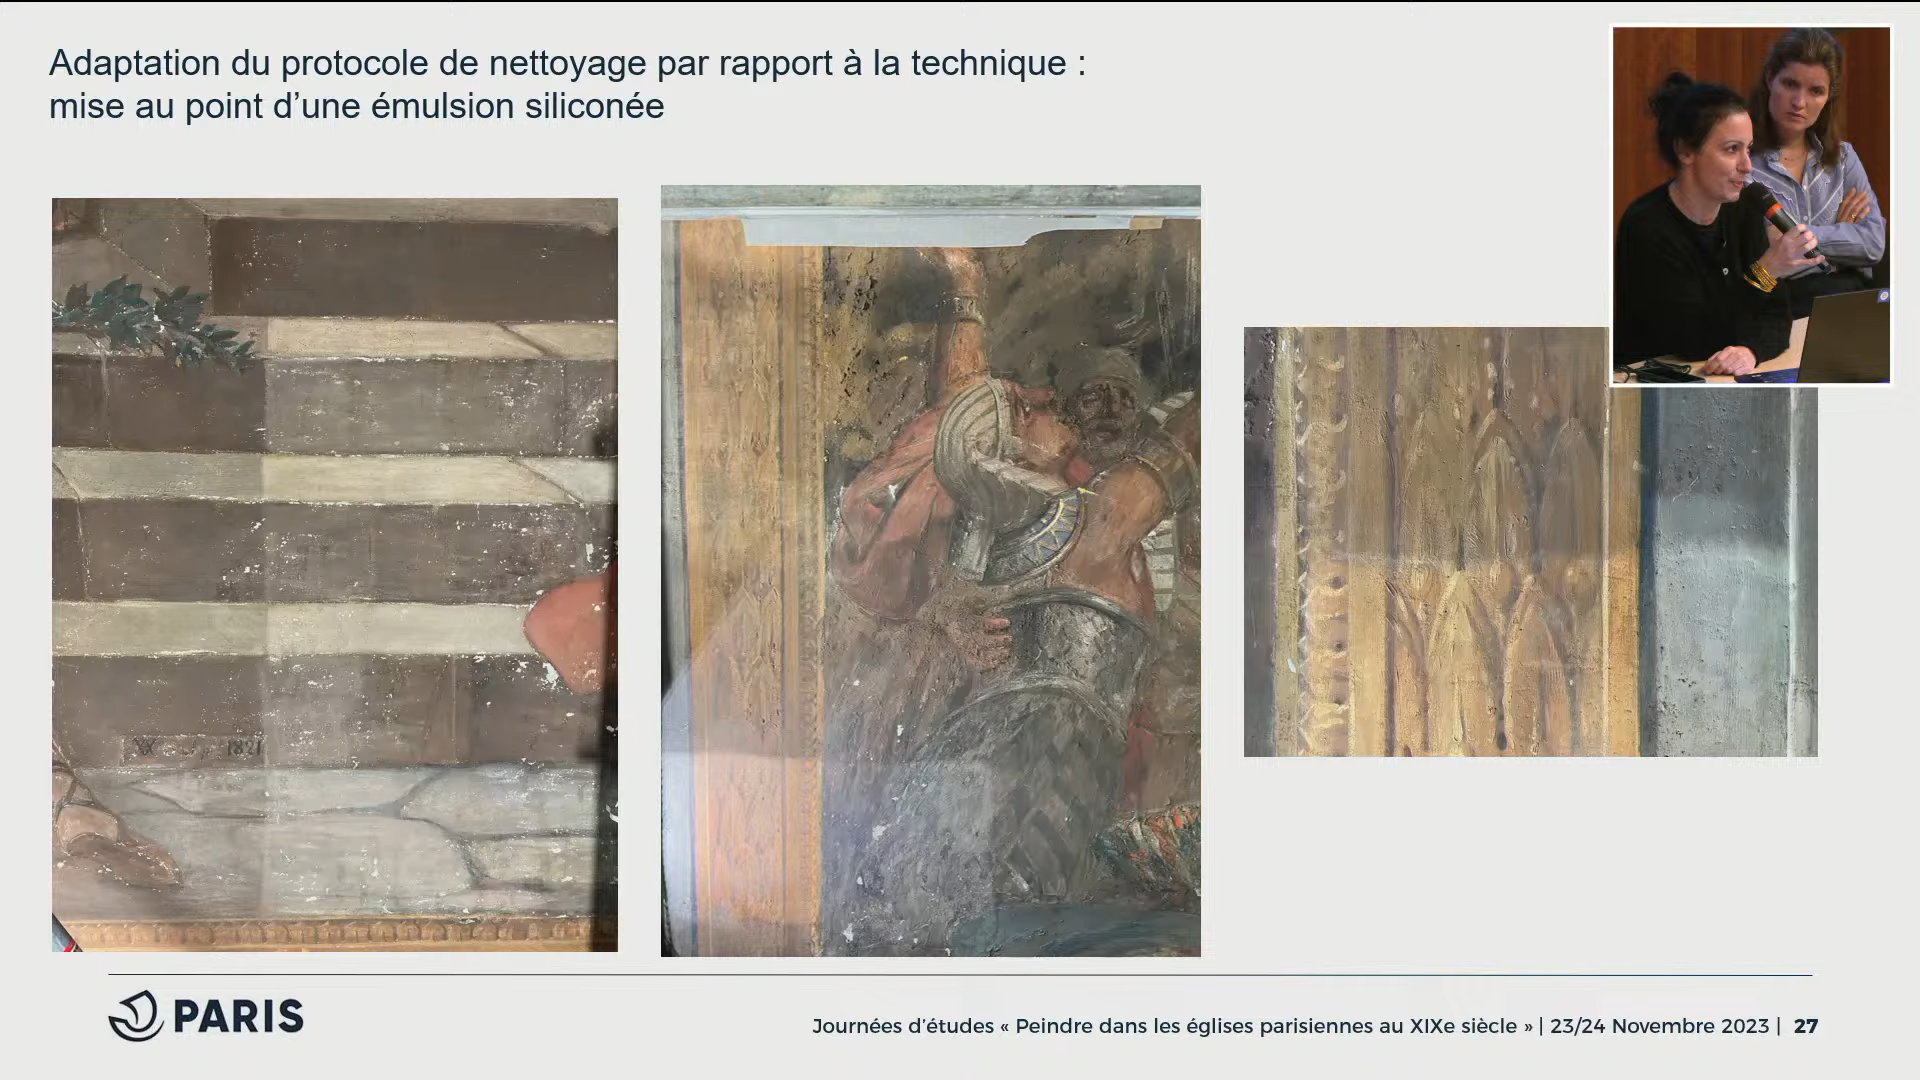 Adaptation du protocole de nettoyage par rapport à la technique :
mise au point d’une émulsion siliconée
1821
PARIS
Journées d’études « Peindre dans les églises parisiennes au XIXe siècle » | 23/24 Novembre 2023 | 27